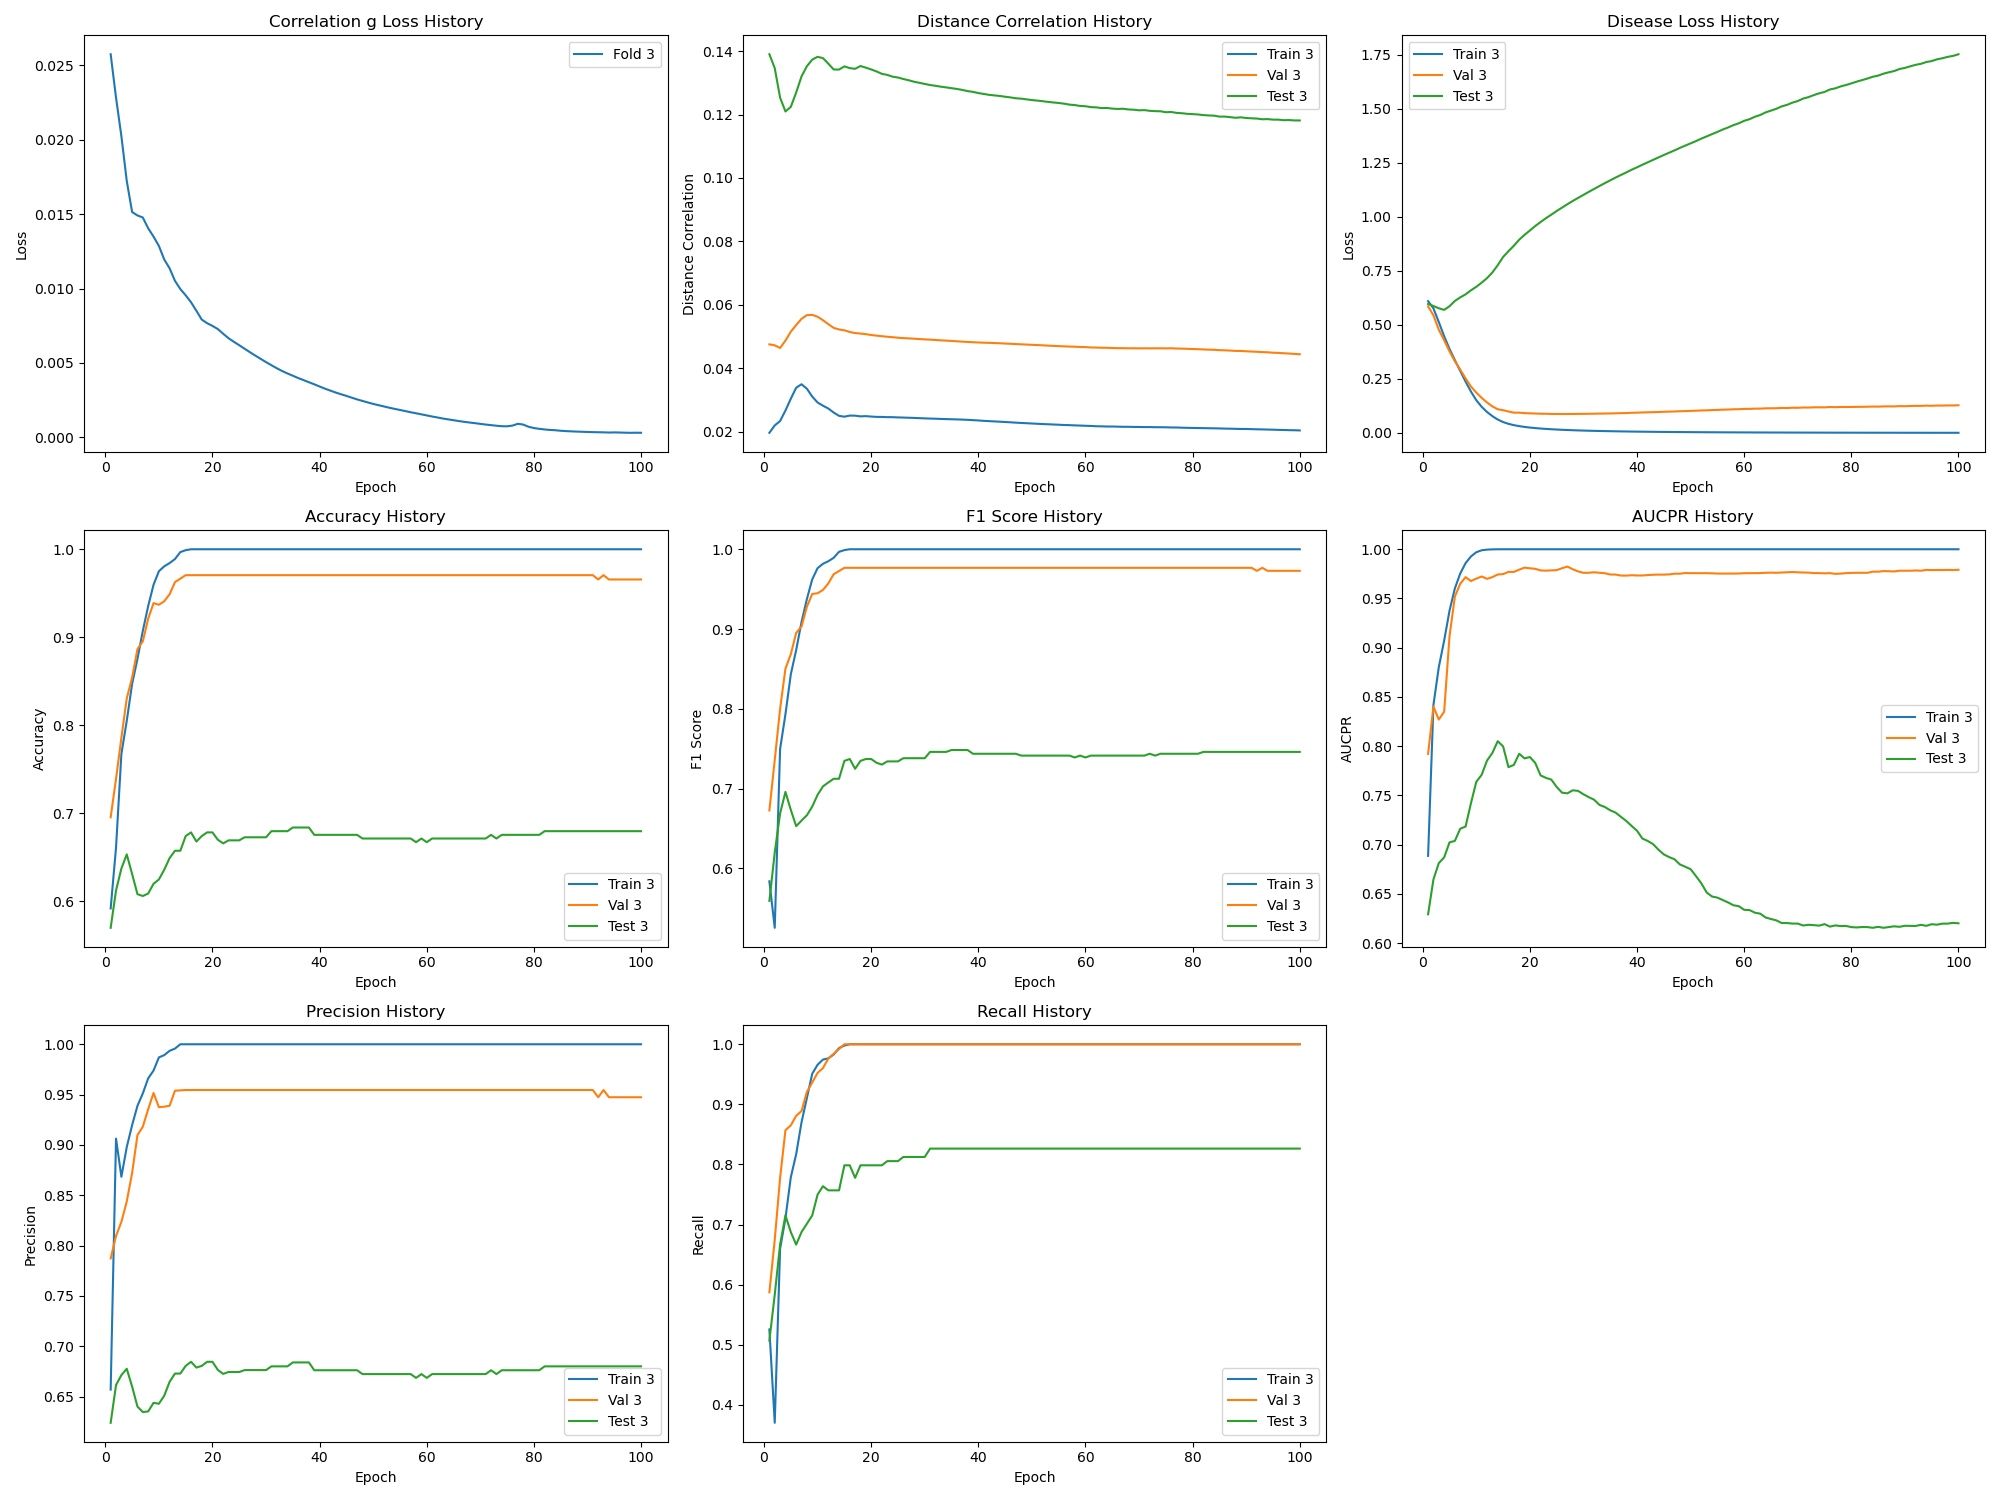 Correlation g Loss History
Loss
0.025
0.020
0.015
0.010
0.005
0.000
0 20 40 60 80 100
Epoch
Fold 3
Distance Correlation History
Distance Correlation
0.14
0.12
0.10
0.08
0.06
0.04
0.02
0 20 40 60 80 100
Epoch
Train 3
Val 3
Test 3
Disease Loss History
Loss
1.75
1.50
1.25
1.00
0.75
0.50
0.25
0.00
0 20 40 60 80 100
Epoch
Train 3
Val 3
Test 3
Accuracy History
Accuracy
1.0
0.9
0.8
0.7
0.6
0 20 40 60 80 100
Epoch
Train 3
Val 3
Test 3
F1 Score History
F1 Score
1.0
0.9
0.8
0.7
0.6
0 20 40 60 80 100
Epoch
Train 3
Val 3
Test 3
AUCPR History
AUCPR
1.00
0.95
0.90
0.85
0.80
0.75
0.70
0.65
0.60
0 20 40 60 80 100
Epoch
Train 3
Val 3
Test 3
Precision History
Precision
1.00
0.95
0.90
0.85
0.80
0.75
0.70
0.65
0 20 40 60 80 100
Epoch
Train 3
Val 3
Test 3
Recall History
Recall
1.0
0.9
0.8
0.7
0.6
0.5
0.4
0 20 40 60 80 100
Epoch
Train 3
Val 3
Test 3